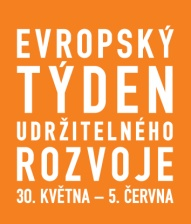 EVROPSKÝ
TÝDEN
UDRŽITELNÉHO
ROZVOJE
30. KVĚTNA – 5. ČERVNA